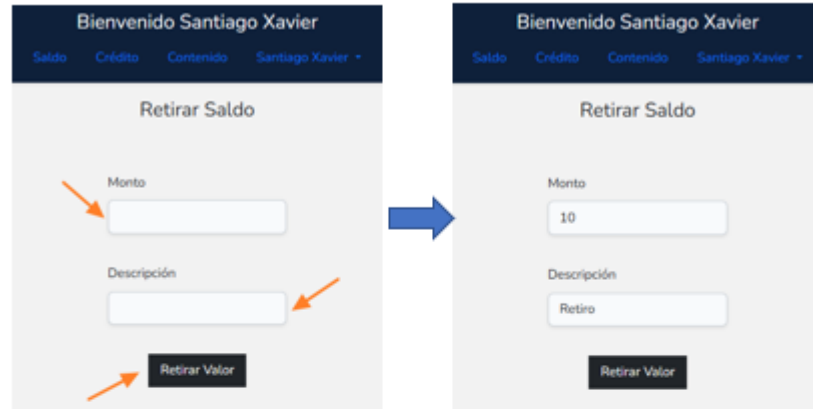 Bienvenido Santiago Xavier
Saldo Crédito Contenido Santiago Xavier
Retirar Saldo
Monto
Descripción
Retirar Valor
Bienvenido Santiago Xavier
Saldo Crédito Contenido Santiago Xavier
Retirar Saldo
Monto
10
Descripción
Retiro
Retirar Valor